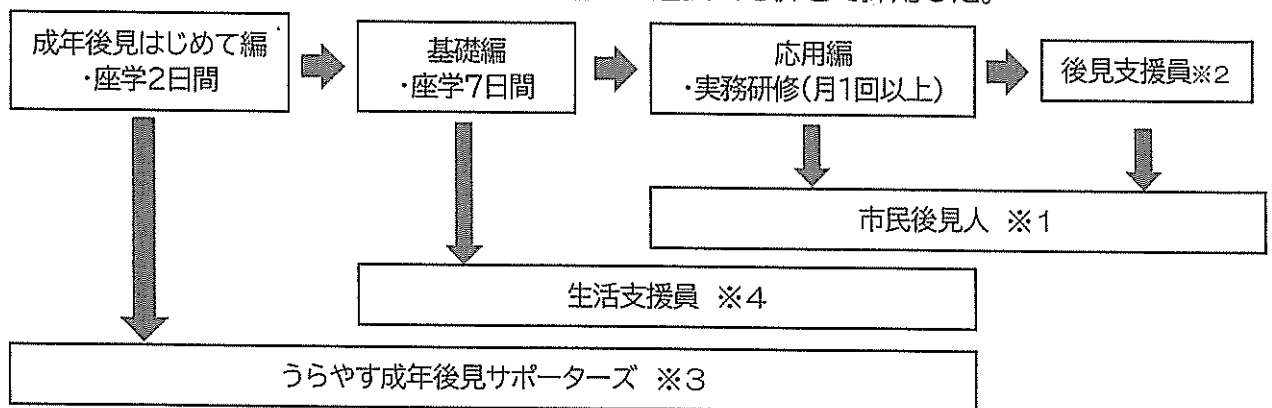 成年後見はじめて編
・座学2日間
基礎編
・座学7日間
応用編
・実務研修(月1回以上)
後見支援員※2
市民後見人 ※1
生活支援員 ※4
うらやす成年後見サポーターズ ※3